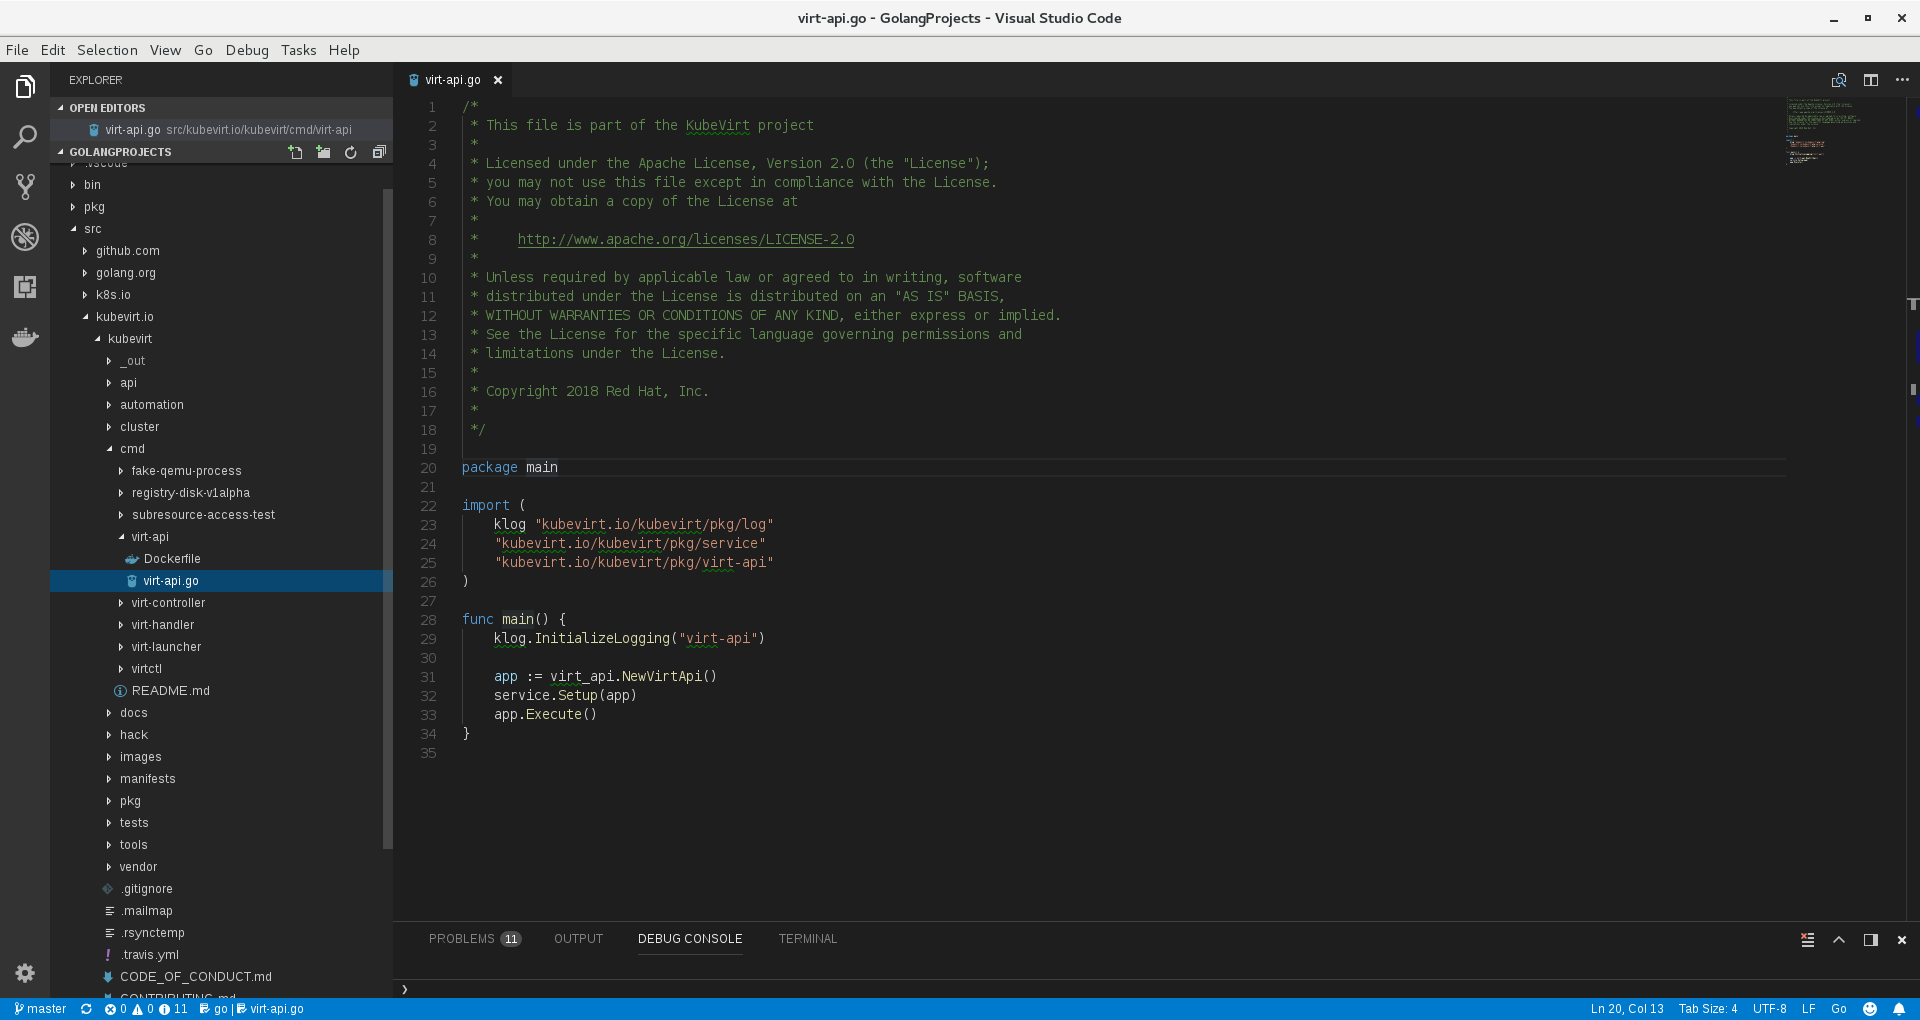 virt-api.go - GolangProjects - Visual Studio Code
File Edit Selection View Go Debug Tasks Help
EXPLORER
OPEN EDITORS
virt-api.go src/kubevirt.io/kubevirt/cmd/virt-api
GOLANGPROJECTS
.vscode
bin
pkg
src
github.com
golang.org
k8s.io
kubevirt.io
kubevirt
_out
api
automation
cluster
cmd
fake-qemu-process
registry-disk-v1alpha
subresource-access-test
virt-api
Dockerfile
virt-api.go
virt-controller
virt-handler
virt-launcher
virtctl
README.md
docs
hack
images
manifests
pkg
tests
tools
vendor
.gitignore
.mailmap
.rsynctemp
.travis.yml
CODE_OF_CONDUCT.md
CONTRIBUTING.md
virt-api.go
1 /*
2 * This file is part of the KubeVirt project
3 *
4 * Licensed under the Apache License, Version 2.0 (the "License");
5 * you may not use this file except in compliance with the License.
6 * You may obtain a copy of the License at
7 *
8 * http://www.apache.org/licenses/LICENSE-2.0
9 *
10 * Unless required by applicable law or agreed to in writing, software
11 * distributed under the License is distributed on an "AS IS" BASIS,
12 * WITHOUT WARRANTIES OR CONDITIONS OF ANY KIND, either express or implied.
13 * See the License for the specific language governing permissions and
14 * limitations under the License.
15 *
16 * Copyright 2018 Red Hat, Inc.
17 *
18 */
19
20 package main
21
22 import (
23 klog "kubevirt.io/kubevirt/pkg/log"
24 "kubevirt.io/kubevirt/pkg/service"
25 "kubevirt.io/kubevirt/pkg/virt-api"
26 )
27
28 func main() {
29 klog.InitializeLogging("virt-api")
30
31 app := virt_api.NewVirtApi()
32 service.Setup(app)
33 app.Execute()
34 }
35
PROBLEMS 11 OUTPUT DEBUG CONSOLE TERMINAL
❯
master 0 0 11 go | virt-api.go Ln 20, Col 13 Tab Size: 4 UTF-8 LF Go